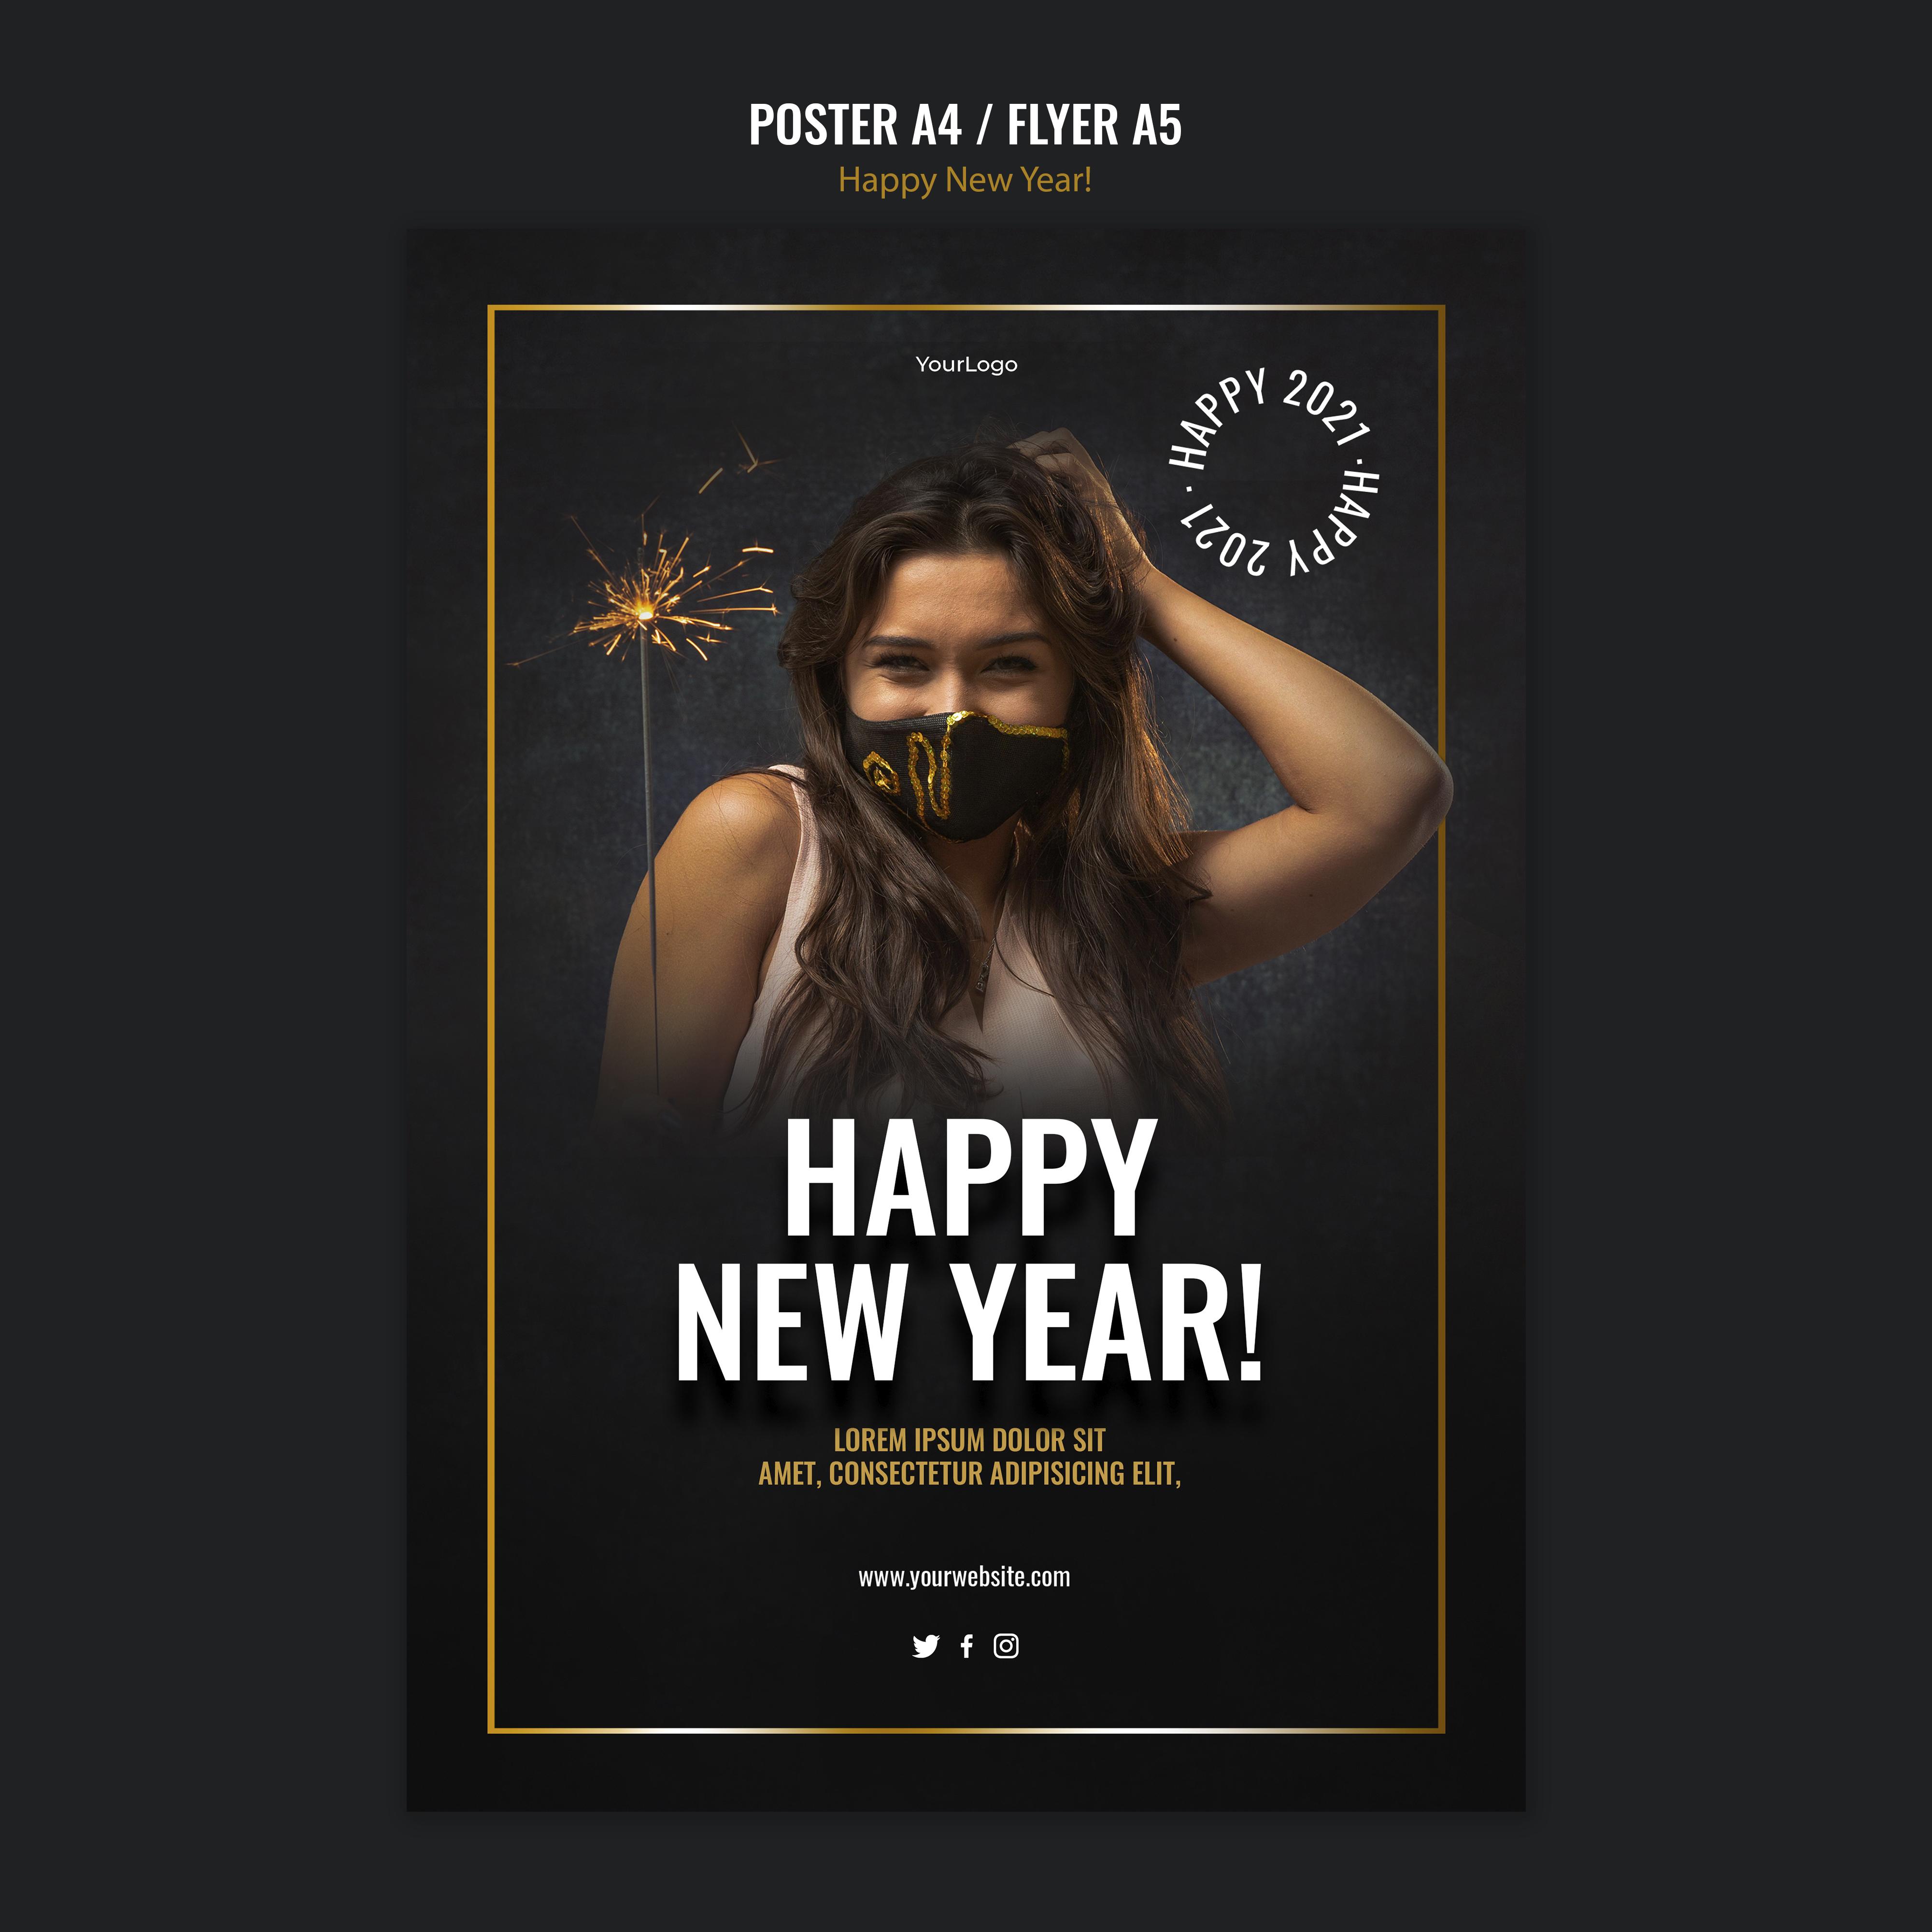 POSTER A4 / FLYER A5
Happy New Year!
YourLogo
HAPPY 2021 · HAPPY 2021 ·
HAPPY
NEW YEAR!
LOREM IPSUM DOLOR SIT
AMET, CONSECTETUR ADIPISICING ELIT,
www.yourwebsite.com